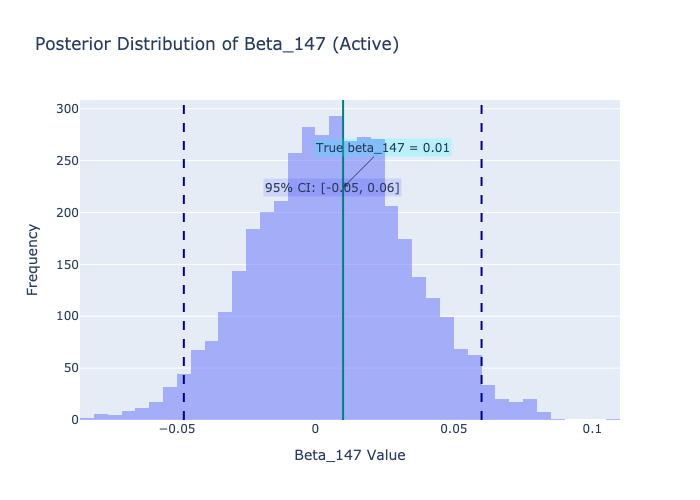 Posterior Distribution of Beta_147 (Active)
300
250
200
150
100
50
0
Frequency
True beta_147 = 0.01
95% CI: [-0.05, 0.06]
−0.05
0
0.05
0.1
Beta_147 Value